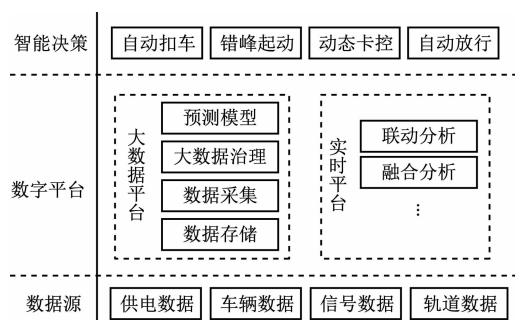 智能决策
自动扣车 错峰起动 动态卡控 自动放行
数字平台
大数据平台
预测模型
大数据治理
数据采集
数据存储
实时平台
联动分析
融合分析
⋮
数据源
供电数据 车辆数据 信号数据 轨道数据